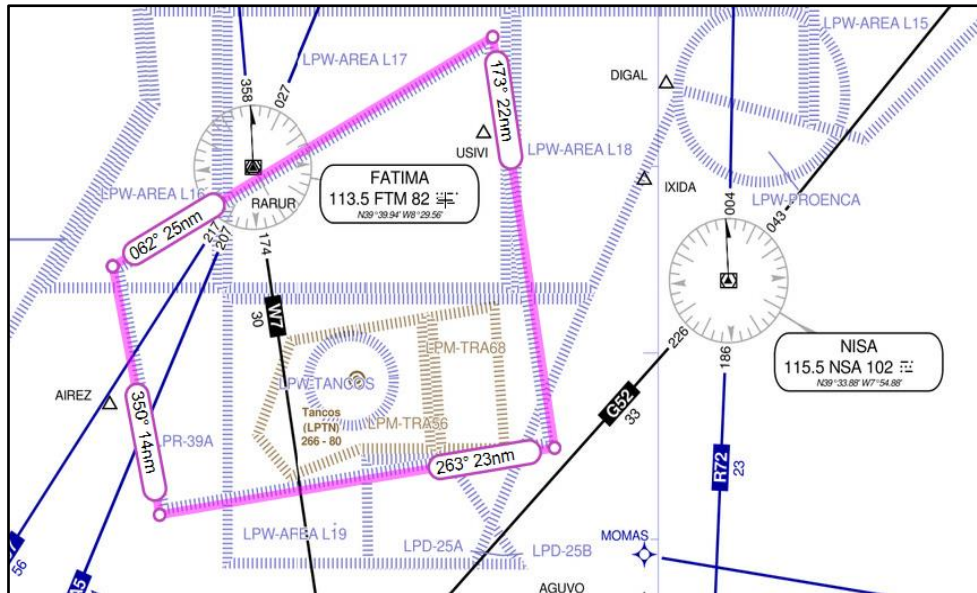 LPW-AREA L15
LPW-AREA L17
DIGAL
358
027
173° 22nm
USIVI
LPW-AREA L18
FATIMA
113.5 FTM 82
N39°39.94' W8°29.56'
IXIDA
LPW-PROENCA
LPW-AREA L16
RARUR
004
043
062° 25nm
217
207
174
W7
30
LPM-TRA68
226
NISA
115.5 NSA 102
N39°33.88' W7°54.88'
186
LPW-TANCOS
AIREZ
Tancos
(LPTN)
266 - 80
LPM-TRA56
G52
33
350° 14nm
LPR-39A
263° 23nm
R72
23
LPW-AREA L19
LPD-25A
LPD-25B
MOMAS
56
AGUVO